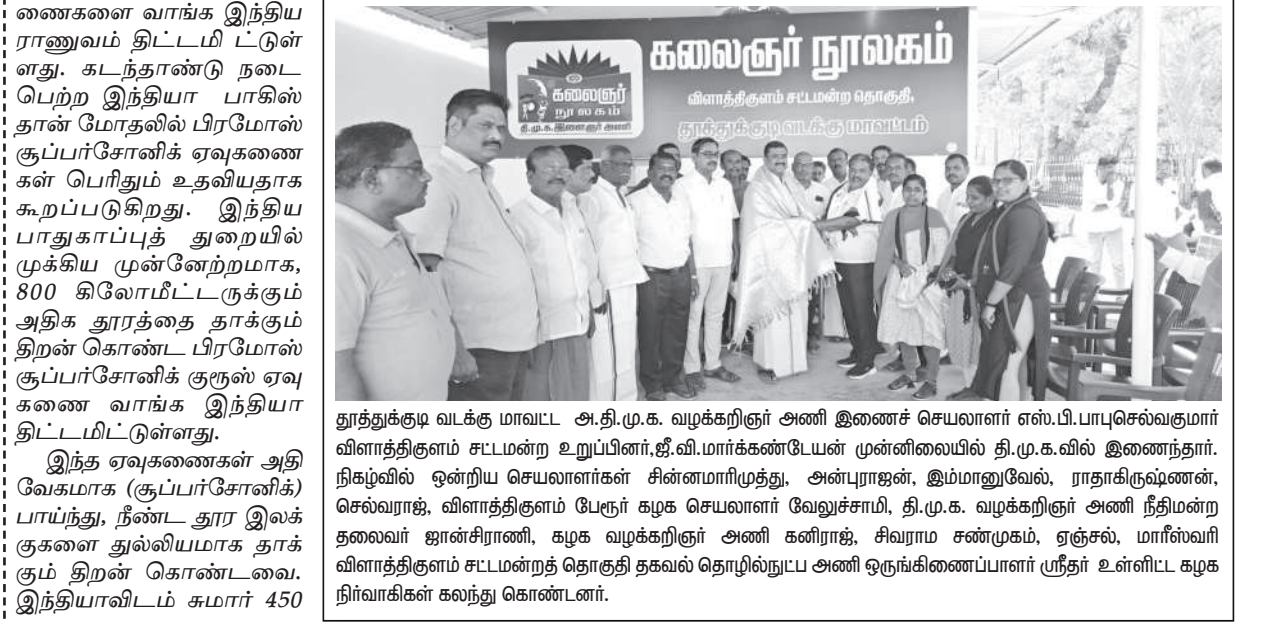 ணைகளை வாங்க இந்திய
ராணுவம் திட்டமி ட்டுள்
ளது. கடந்தாண்டு நடை
பெற்ற இந்தியா பாகிஸ்
தான் மோதலில் பிரமோஸ்
சூப்பர்சோனிக் ஏவுகணை
கள் பெரிதும் உதவியதாக
கூறப்படுகிறது. இந்திய
பாதுகாப்புத் துறையில்
முக்கிய முன்னேற்றமாக,
800 கிலோமீட்டருக்கும்
அதிக தூரத்தை தாக்கும்
திறன் கொண்ட பிரமோஸ்
சூப்பர்சோனிக் குரூஸ் ஏவு
கணை வாங்க இந்தியா
திட்டமிட்டுள்ளது.
இந்த ஏவுகணைகள் அதி
வேகமாக (சூப்பர்சோனிக்)
பாய்ந்து, நீண்ட தூர இலக்
குகளை துல்லியமாக தாக்
கும் திறன் கொண்டவை.
இந்தியாவிடம் சுமார் 450
கலைஞர் நூலகம்
விளாத்திகுளம் சட்டமன்ற தொகுதி,
தூத்துக்குடி வடக்கு மாவட்டம்
கலைஞர்
நூலகம்
தி.மு.க. இளைஞர் அணி
தூத்துக்குடி வடக்கு மாவட்ட அ.தி.மு.க. வழக்கறிஞர் அணி இணைச் செயலாளர் எஸ்.பி.பாபுசெல்வகுமார்
விளாத்திகுளம் சட்டமன்ற உறுப்பினர்,ஜீ.வி.மார்க்கண்டேயன் முன்னிலையில் தி.மு.க.வில் இணைந்தார்.
நிகழ்வில் ஒன்றிய செயலாளர்கள் சின்னமாரிமுத்து, அன்புராஜன், இம்மானுவேல், ராதாகிருஷ்ணன்,
செல்வராஜ், விளாத்திகுளம் பேரூர் கழக செயலாளர் வேலுச்சாமி, தி.மு.க. வழக்கறிஞர் அணி நீதிமன்ற
தலைவர் ஜான்சிராணி, கழக வழக்கறிஞர் அணி கனிராஜ், சிவராம சண்முகம், ஏஞ்சல், மாரீஸ்வரி
விளாத்திகுளம் சட்டமன்றத் தொகுதி தகவல் தொழில்நுட்ப அணி ஒருங்கிணைப்பாளர் ஸ்ரீதர் உள்ளிட்ட கழக
நிர்வாகிகள் கலந்து கொண்டனர்.